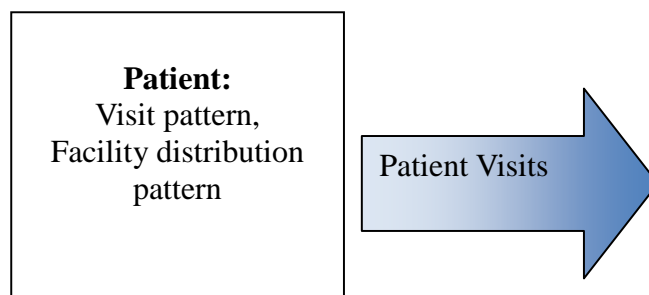 Patient:
Visit pattern,
Facility distribution
pattern
Patient Visits